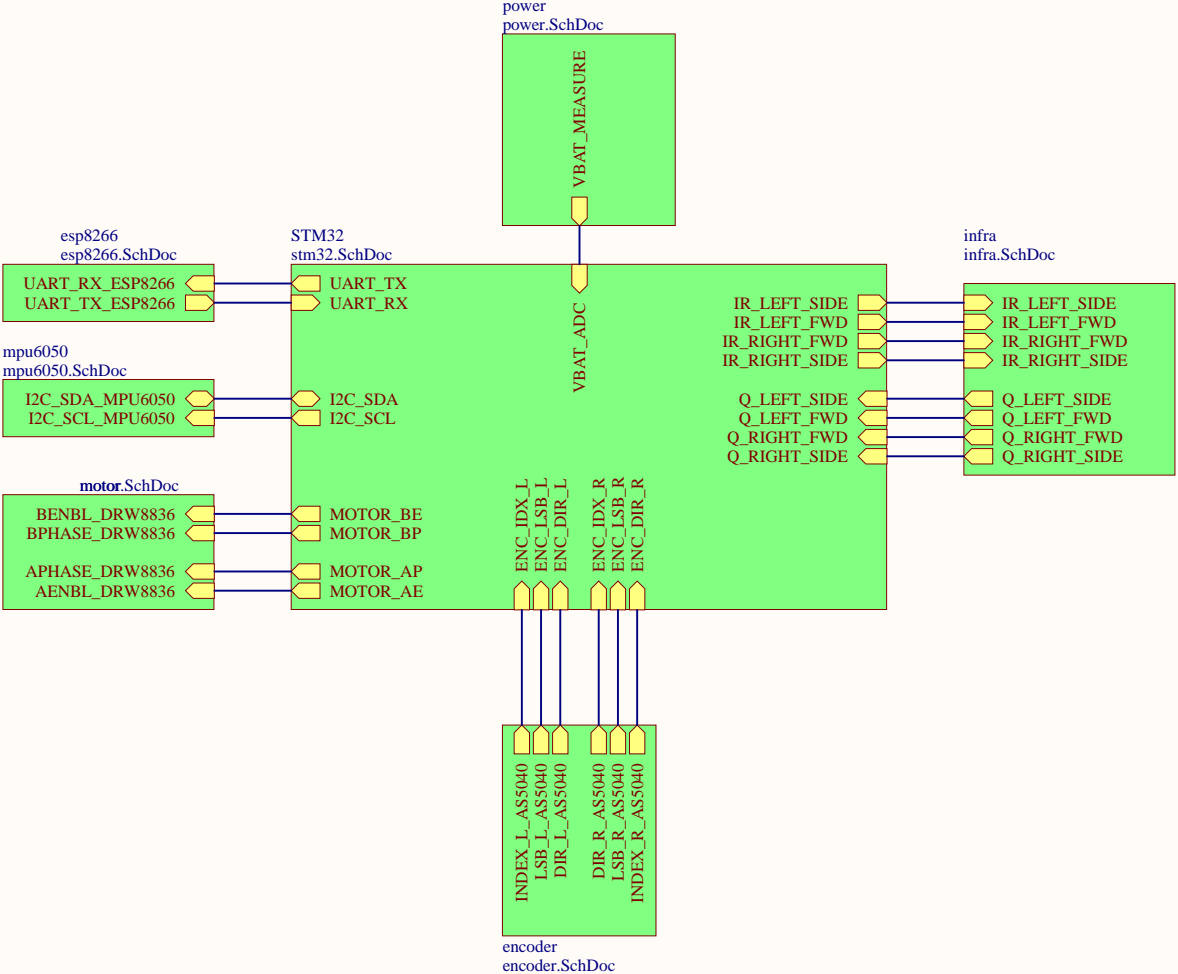 power
power.SchDoc
VBAT_MEASURE
esp8266
esp8266.SchDoc
UART_RX_ESP8266
UART_TX_ESP8266
mpu6050
mpu6050.SchDoc
I2C_SDA_MPU6050
I2C_SCL_MPU6050
motor.SchDoc
BENBL_DRW8836
BPHASE_DRW8836
APHASE_DRW8836
AENBL_DRW8836
STM32
stm32.SchDoc
UART_TX
UART_RX
I2C_SDA
I2C_SCL
MOTOR_BE
MOTOR_BP
MOTOR_AP
MOTOR_AE
VBAT_ADC
IR_LEFT_SIDE
IR_LEFT_FWD
IR_RIGHT_FWD
IR_RIGHT_SIDE
Q_LEFT_SIDE
Q_LEFT_FWD
Q_RIGHT_FWD
Q_RIGHT_SIDE
ENC_IDX_L
ENC_LSB_L
ENC_DIR_L
ENC_IDX_R
ENC_LSB_R
ENC_DIR_R
infra
infra.SchDoc
IR_LEFT_SIDE
IR_LEFT_FWD
IR_RIGHT_FWD
IR_RIGHT_SIDE
Q_LEFT_SIDE
Q_LEFT_FWD
Q_RIGHT_FWD
Q_RIGHT_SIDE
INDEX_L_AS5040
LSB_L_AS5040
DIR_L_AS5040
DIR_R_AS5040
LSB_R_AS5040
INDEX_R_AS5040
encoder
encoder.SchDoc